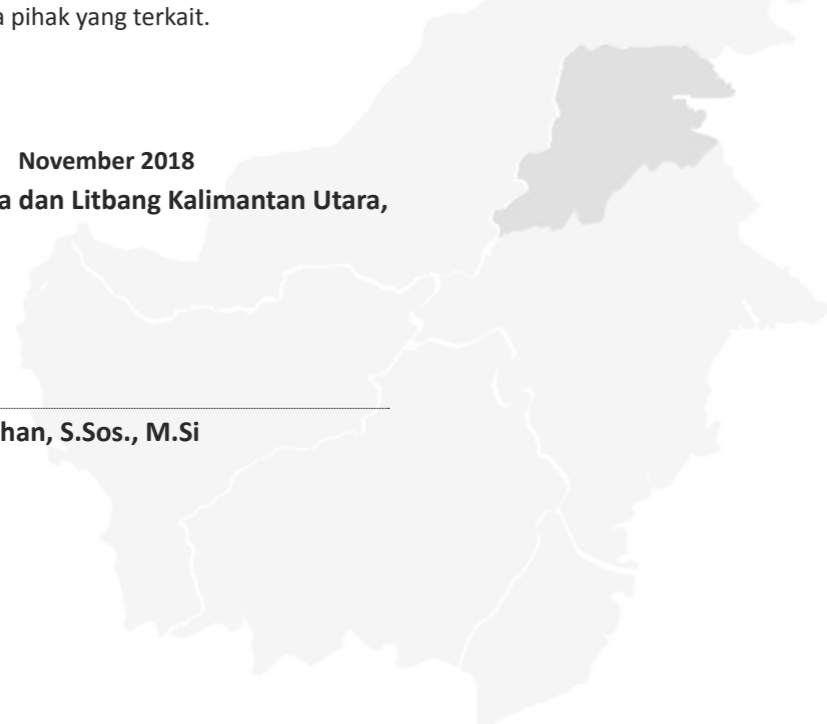 a pihak yang terkait.
November 2018
a dan Litbang Kalimantan Utara,
han, S.Sos., M.Si